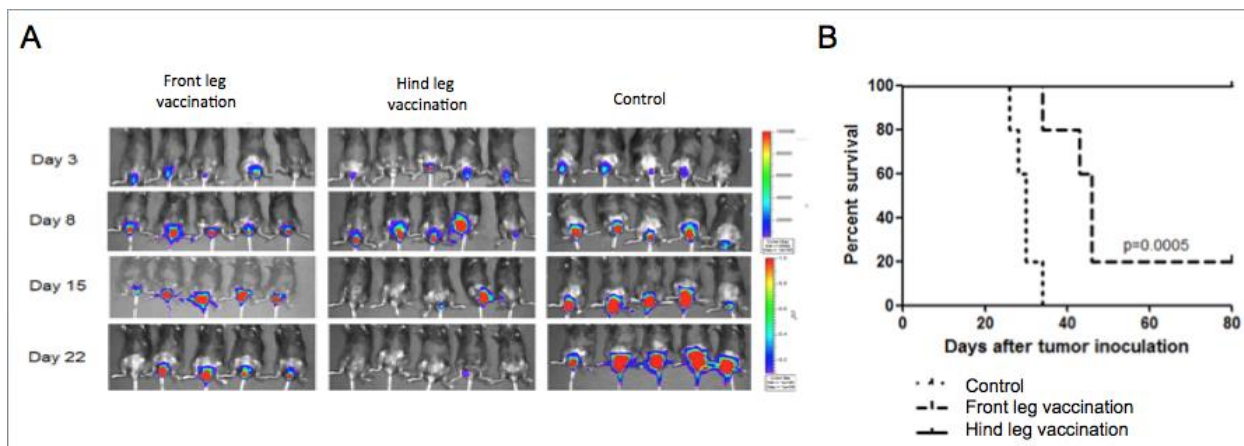 A
Front leg
vaccination
Hind leg
vaccination
Control
Day 3
Day 8
Day 15
Day 22
B
Percent survival
100
80
60
40
20
0
p=0.0005
0 20 40 60 80
Days after tumor inoculation
Control
Front leg vaccination
Hind leg vaccination